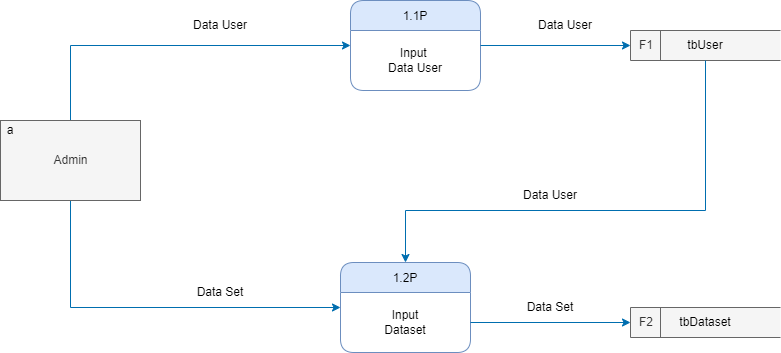 Data User
1.1P
Data User
Input
Data User
F1
tbUser
a
Admin
Data User
1.2P
Data Set
Input
Dataset
Data Set
F2
tbDataset